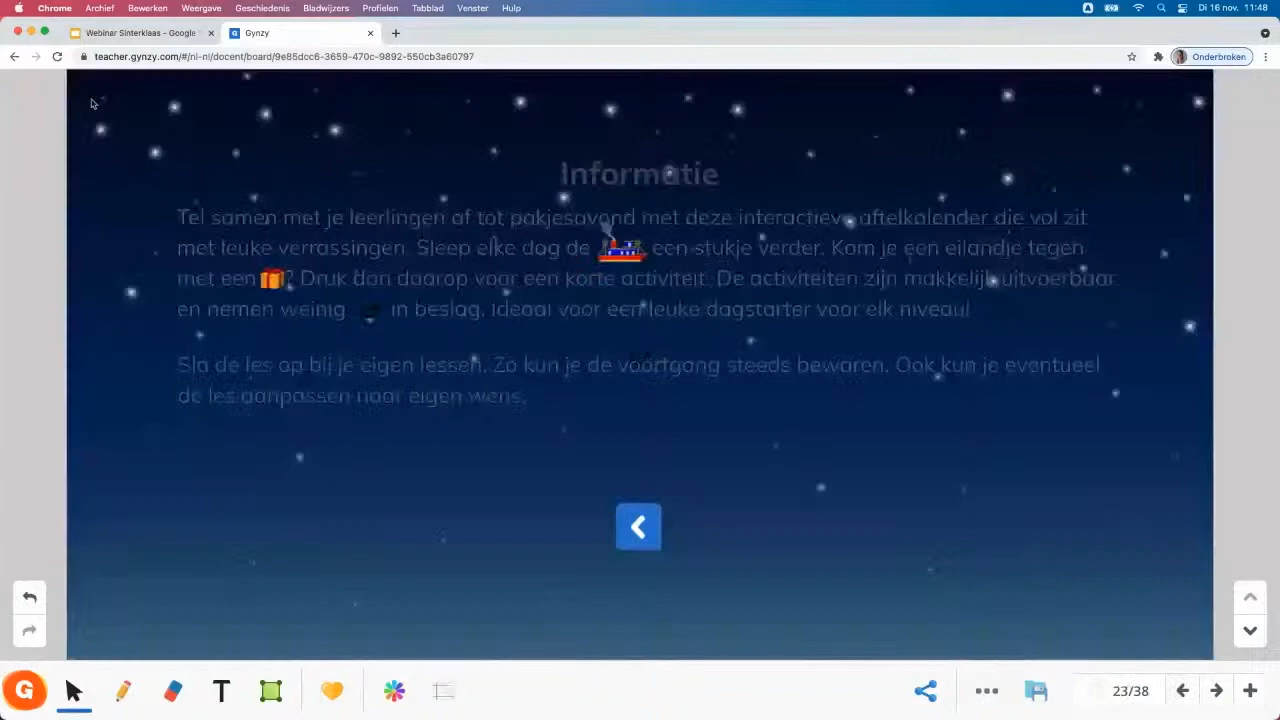 Chrome Archief Bewerken Weergave Geschiedenis Bladwijzers Profielen Tabblad Venster Help Di 16 nov. 11:48
Webinar Sinterklaas - Google Gynzy
teacher.gynzy.com/#/nl-nl/docent/board/9e85dcc6-3659-470c-9892-550cb3a60797 Onderbroken
Informatie
Tel samen met je leerlingen af tot pakjesavond met deze interactieve aftelkalender die vol zit
met leuke verrassingen. Sleep elke dag de een stukje verder. Kom je een eilandje tegen
met een ? Druk dan daarop voor een korte activiteit. De activiteiten zijn makkelijk uitvoerbaar
en nemen weinig in beslag. Ideaal voor een leuke dagstarter voor elk niveau!
Sla de les op bij je eigen lessen. Zo kun je de voortgang steeds bewaren. Ook kun je eventueel
de les aanpassen naar eigen wens.
G T 23/38